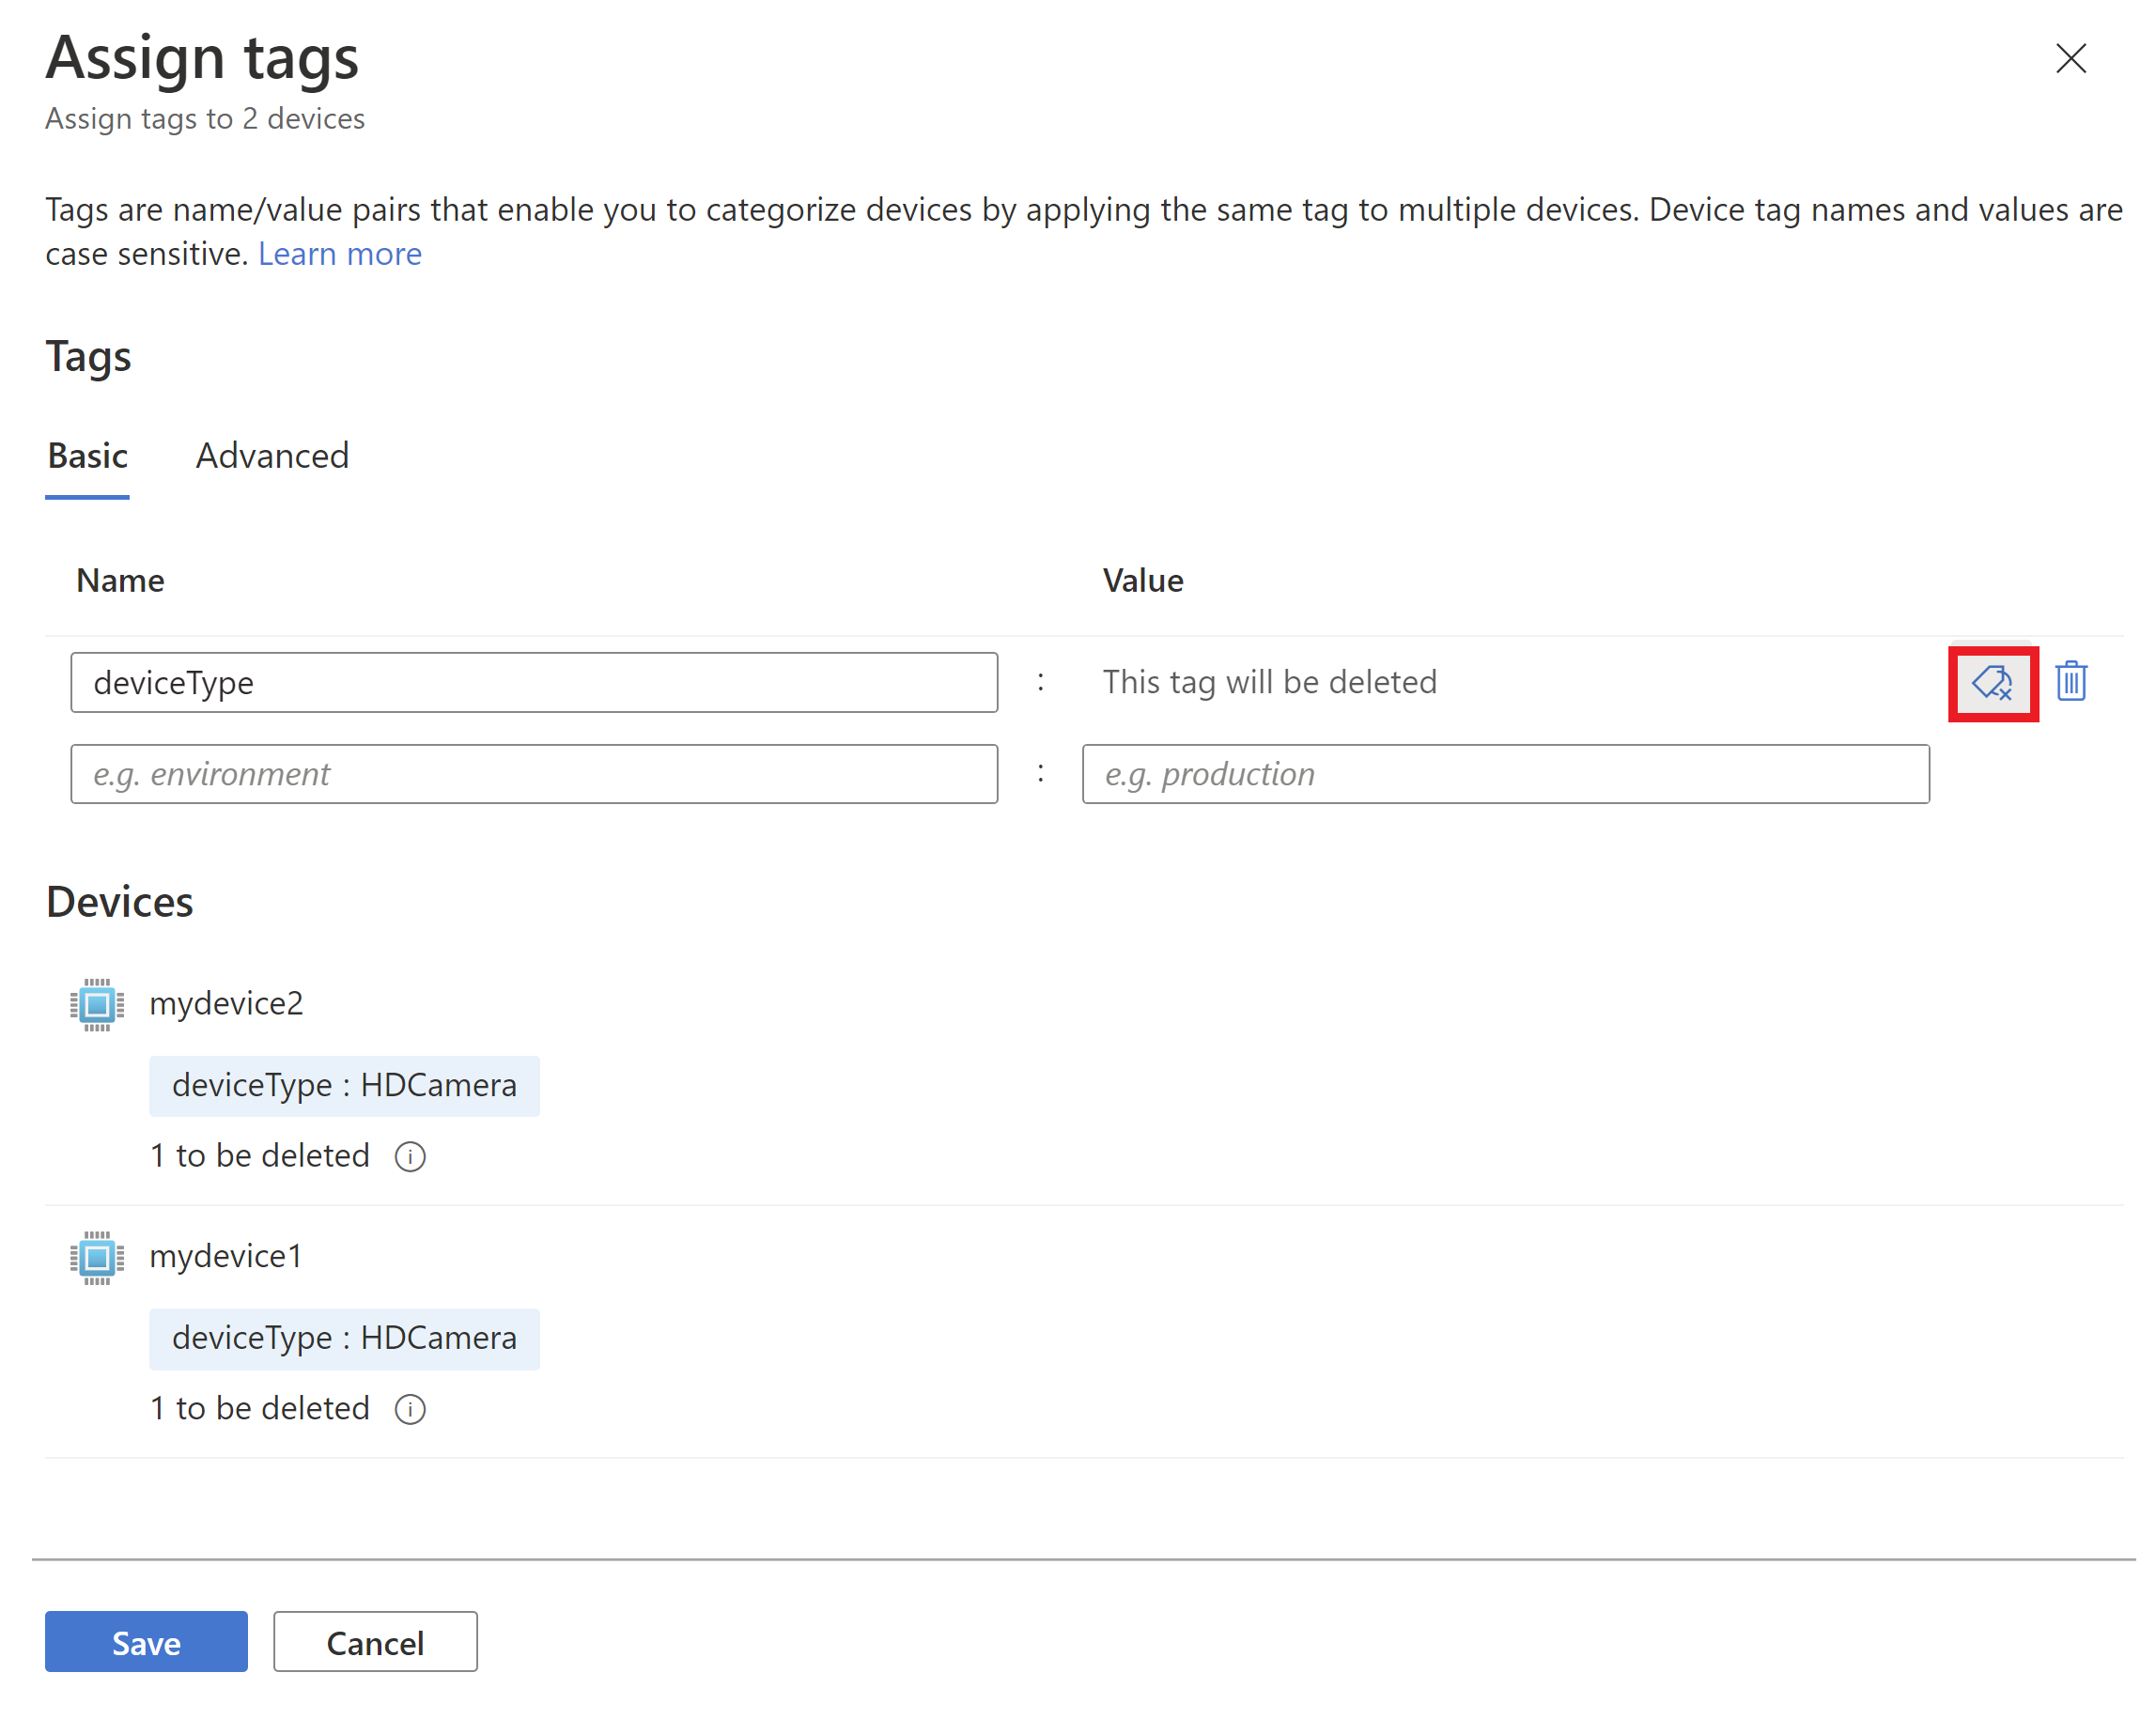 Assign tags
Assign tags to 2 devices
Tags are name/value pairs that enable you to categorize devices by applying the same tag to multiple devices. Device tag names and values are
case sensitive. Learn more
Tags
Basic Advanced
Name Value
deviceType : This tag will be deleted
e.g. environment : e.g. production
Devices
mydevice2
deviceType : HDCamera
1 to be deleted
mydevice1
deviceType : HDCamera
1 to be deleted
Save Cancel